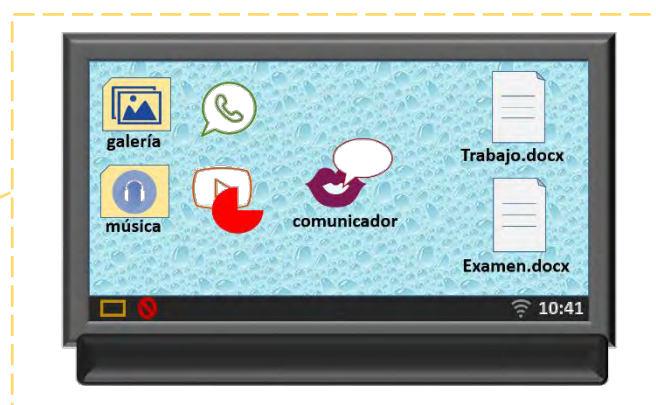 galería
Trabajo.docx
música
comunicador
Examen.docx
10:41